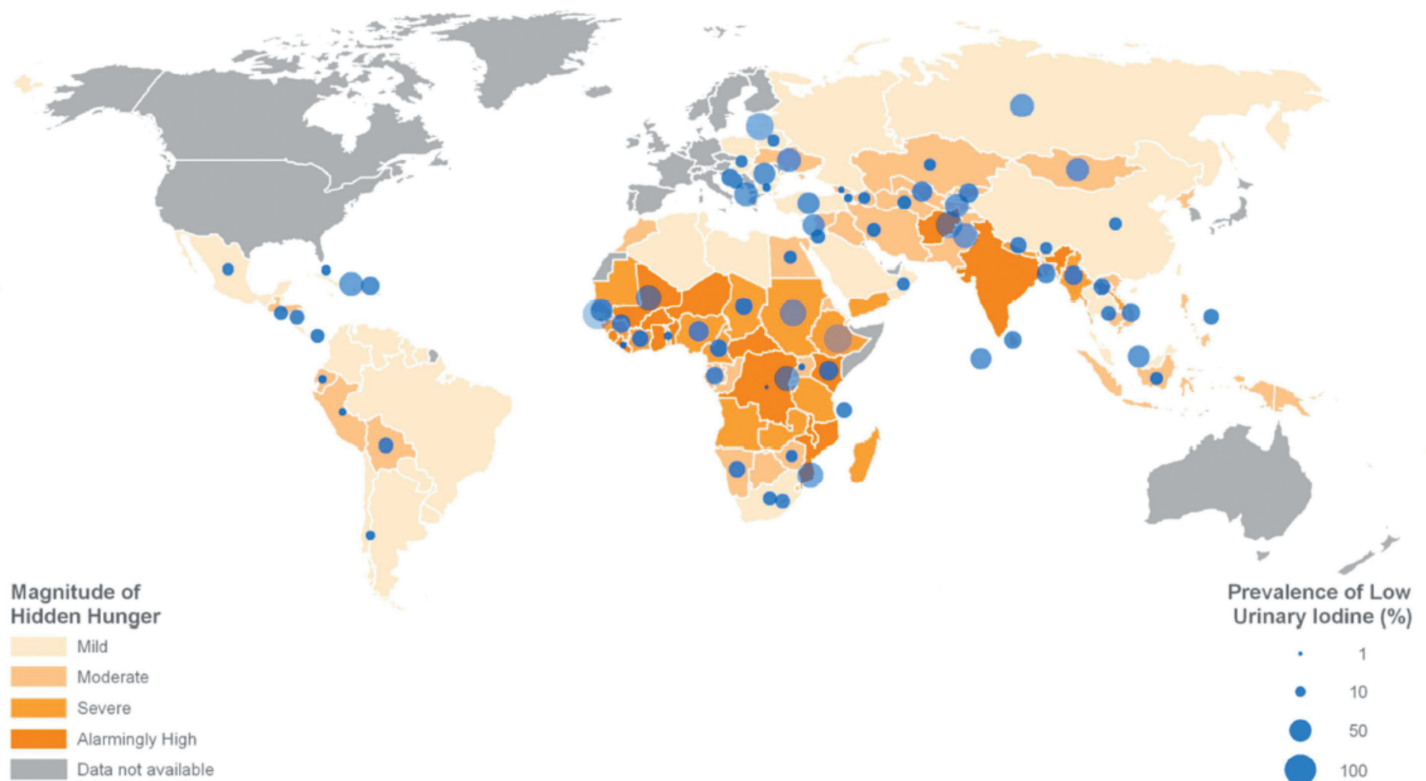 Magnitude of
Hidden Hunger
Mild
Moderate
Severe
Alarmingly High
Data not available
Prevalence of Low
Urinary Iodine (%)
1
10
50
100